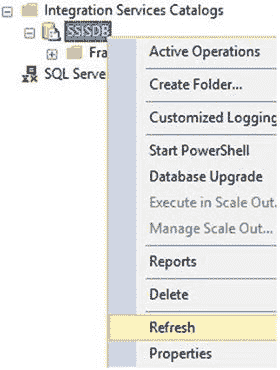 Integration Services Catalogs
SSISDB
Fra
SQL Serve
Active Operations
Create Folder...
Customized Logging
Start PowerShell
Database Upgrade
Execute in Scale Out.
Manage Scale Out...
Reports
Delete
Refresh
Properties